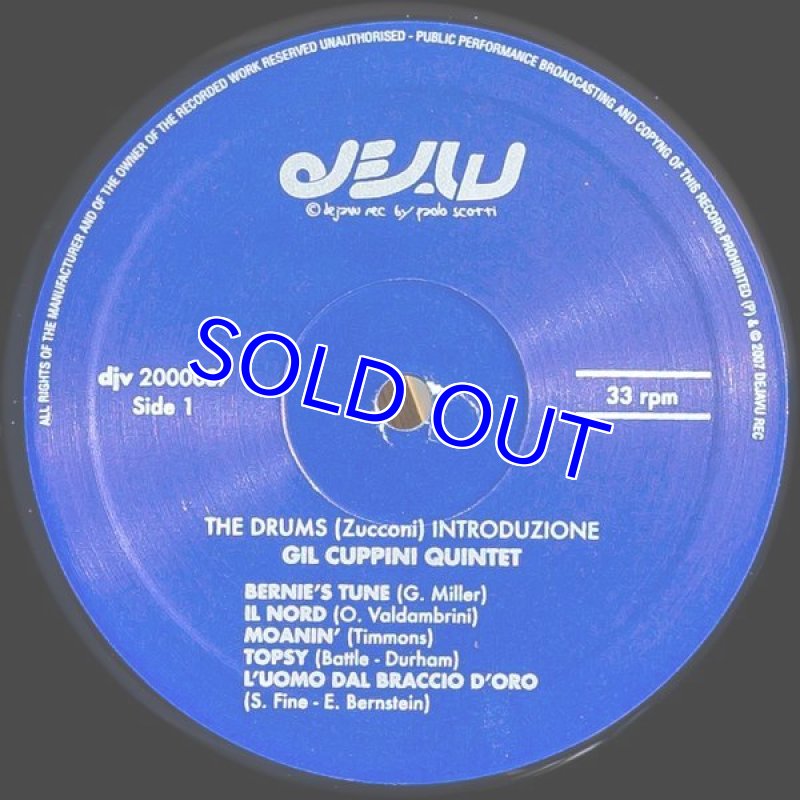 ALL RIGHTS OF THE MANUFACTURER AND OF THE OWNER OF THE RECORDED WORK RESERVED UNAUTHORISED - PUBLIC PERFORMANCE BROADCASTING AND COPYNG OF THIS RECORD PROHIBITED (P) & © 2007 DEJAVU REC
DEJAVU
© dejavu rec by paolo scotti
djv
Side 1
33 rpm
SOLD OUT
THE DRUMS (Zucconi) INTRODUZIONE
GIL CUPPINI QUINTET
BERNIE'S TUNE (G. Miller)
IL NORD (O. Valdambrini)
MOANIN' (Timmons)
TOPSY (Battle - Durham)
L'UOMO DAL BRACCIO D'ORO
(S. Fine - E. Bernstein)